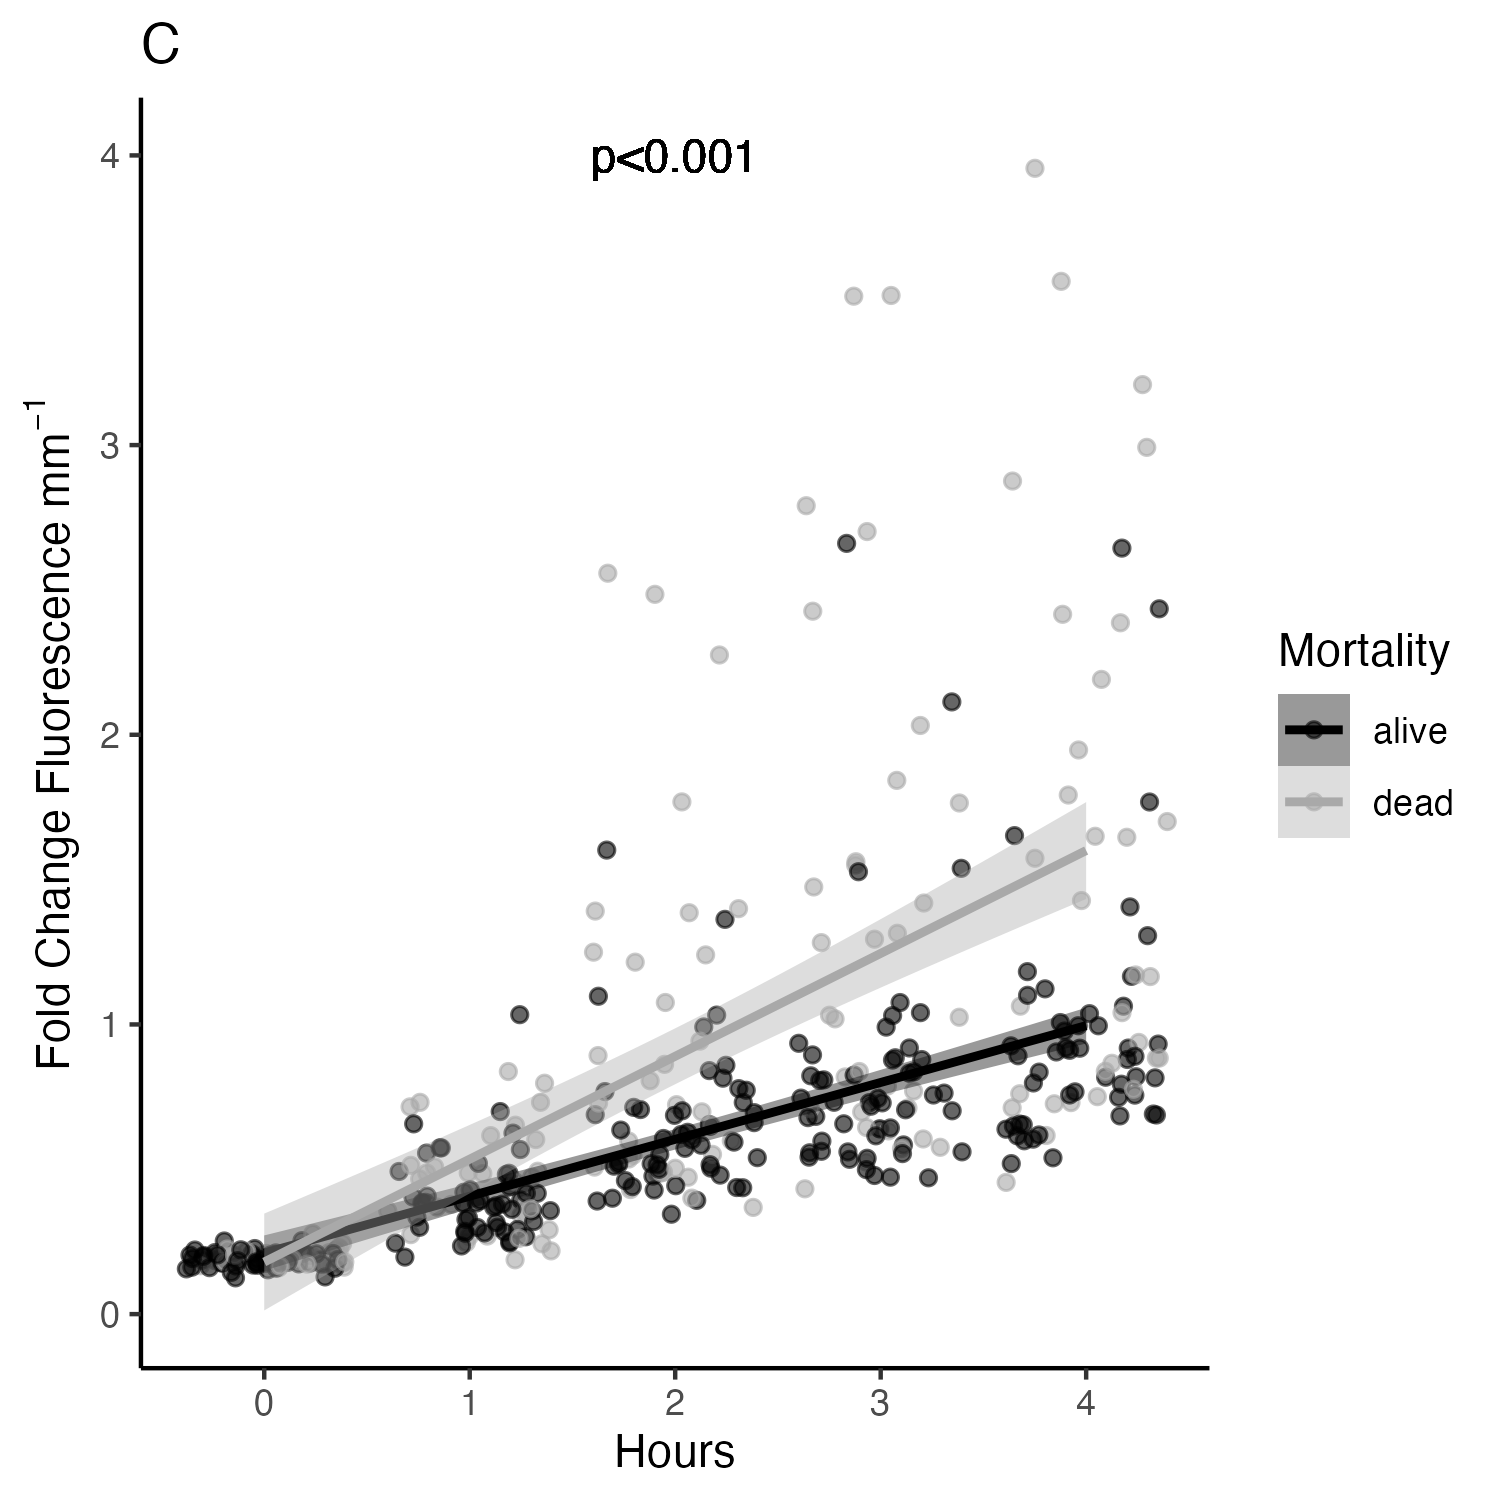 C
p<0.001
4
3
2
1
0
Fold Change Fluorescence mm⁻¹
0 1 2 3 4
Hours
Mortality
alive
dead